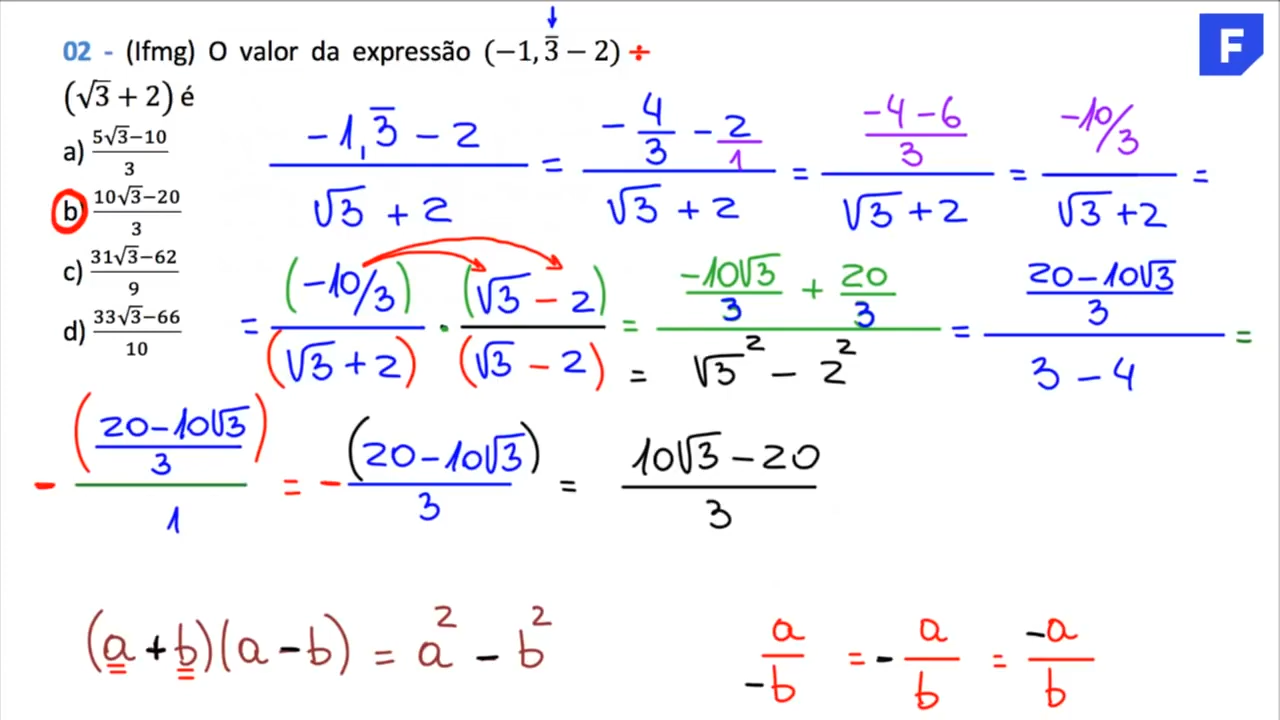 02 - (Ifmg) O valor da expressão (−1, 3̅ − 2) ÷
(√3 + 2) é
a) (5√3−10)/3
b) (10√3−20)/3
c) (31√3−62)/9
d) (33√3−66)/10
F
(-1,3̅ - 2)/(√3 + 2) = (-4/3 - 2/1)/(√3 + 2) = ((-4-6)/3)/(√3+2) = (-10/3)/(√3+2) =
= (-10/3)/(√3+2) · (√3 - 2)/(√3 - 2) = (-10√3/3 + 20/3)/(= √3² - 2²) = ((20-10√3)/3)/(3 - 4) =
- ((20-10√3)/3)/1 = - (20-10√3)/3 = (10√3-20)/3
(a+b)(a-b) = a² - b²
a/-b = - a/b = -a/b